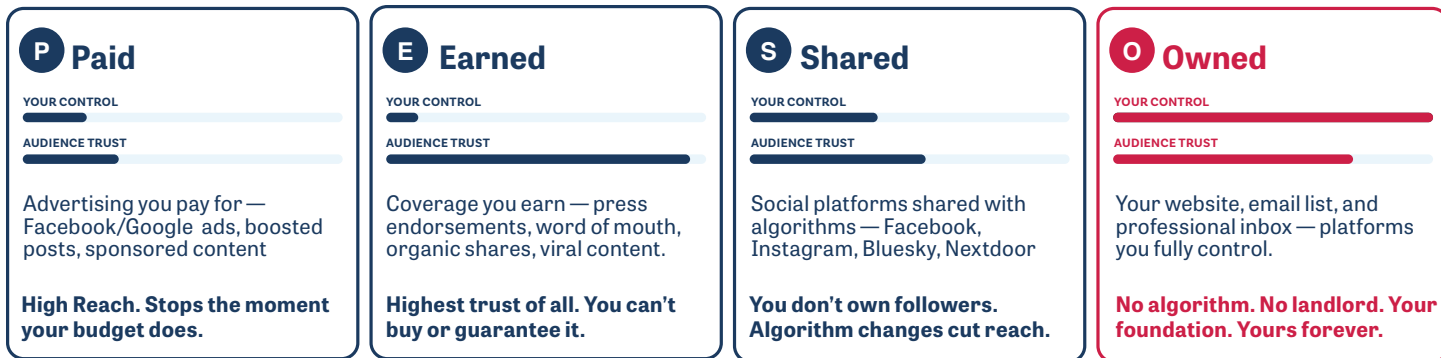 P Paid
YOUR CONTROL
AUDIENCE TRUST
Advertising you pay for —
Facebook/Google ads, boosted
posts, sponsored content
High Reach. Stops the moment
your budget does.
E Earned
YOUR CONTROL
AUDIENCE TRUST
Coverage you earn — press
endorsements, word of mouth,
organic shares, viral content.
Highest trust of all. You can't
buy or guarantee it.
S Shared
YOUR CONTROL
AUDIENCE TRUST
Social platforms shared with
algorithms — Facebook,
Instagram, Bluesky, Nextdoor
You don't own followers.
Algorithm changes cut reach.
O Owned
YOUR CONTROL
AUDIENCE TRUST
Your website, email list, and
professional inbox — platforms
you fully control.
No algorithm. No landlord. Your
foundation. Yours forever.